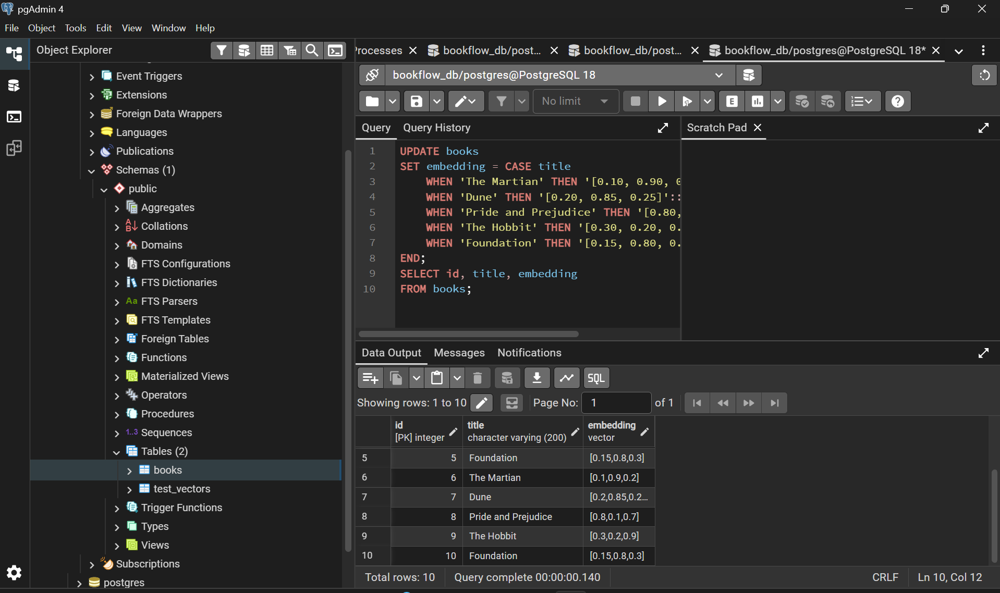 pgAdmin 4
File Object Tools Edit View Window Help
Object Explorer
Event Triggers
Extensions
Foreign Data Wrappers
Languages
Publications
Schemas (1)
public
Aggregates
Collations
Domains
FTS Configurations
FTS Dictionaries
Aa FTS Parsers
FTS Templates
Foreign Tables
Functions
Materialized Views
Operators
Procedures
1..3 Sequences
Tables (2)
books
test_vectors
Trigger Functions
Types
Views
Subscriptions
postgres
rocesses bookflow_db/post... bookflow_db/post... bookflow_db/postgres@PostgreSQL 18*
bookflow_db/postgres@PostgreSQL 18
No limit E
Query Query History
1 UPDATE books
2 SET embedding = CASE title
3 WHEN 'The Martian' THEN '[0.10, 0.90, 0
4 WHEN 'Dune' THEN '[0.20, 0.85, 0.25]'::
5 WHEN 'Pride and Prejudice' THEN '[0.80,
6 WHEN 'The Hobbit' THEN '[0.30, 0.20, 0.
7 WHEN 'Foundation' THEN '[0.15, 0.80, 0.
8 END;
9 SELECT id, title, embedding
10 FROM books;
Scratch Pad
Data Output Messages Notifications
SQL
Showing rows: 1 to 10 Page No: 1 of 1
id title embedding
[PK] integer character varying (200) vector
5 5 Foundation [0.15,0.8,0.3]
6 6 The Martian [0.1,0.9,0.2]
7 7 Dune [0.2,0.85,0.2...
8 8 Pride and Prejudice [0.8,0.1,0.7]
9 9 The Hobbit [0.3,0.2,0.9]
10 10 Foundation [0.15,0.8,0.3]
Total rows: 10 Query complete 00:00:00.140 CRLF Ln 10, Col 12